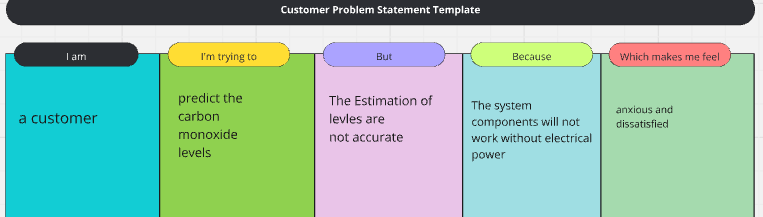 Customer Problem Statement Template
I am
I'm trying to
But
Because
Which makes me feel
a customer
predict the
carbon
monoxide
levels
The Estimation of
levles are
not accurate
The system
components will not
work without electrical
power
anxious and
dissatisfied